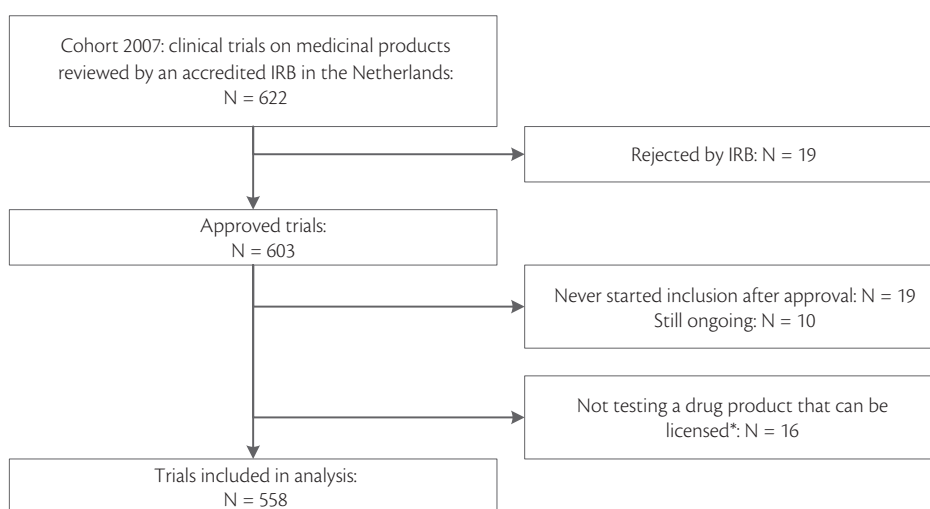 Cohort 2007: clinical trials on medicinal products
reviewed by an accredited IRB in the Netherlands:
N = 622
Rejected by IRB: N = 19
Approved trials:
N = 603
Never started inclusion after approval: N = 19
Still ongoing: N = 10
Not testing a drug product that can be
licensed*: N = 16
Trials included in analysis:
N = 558